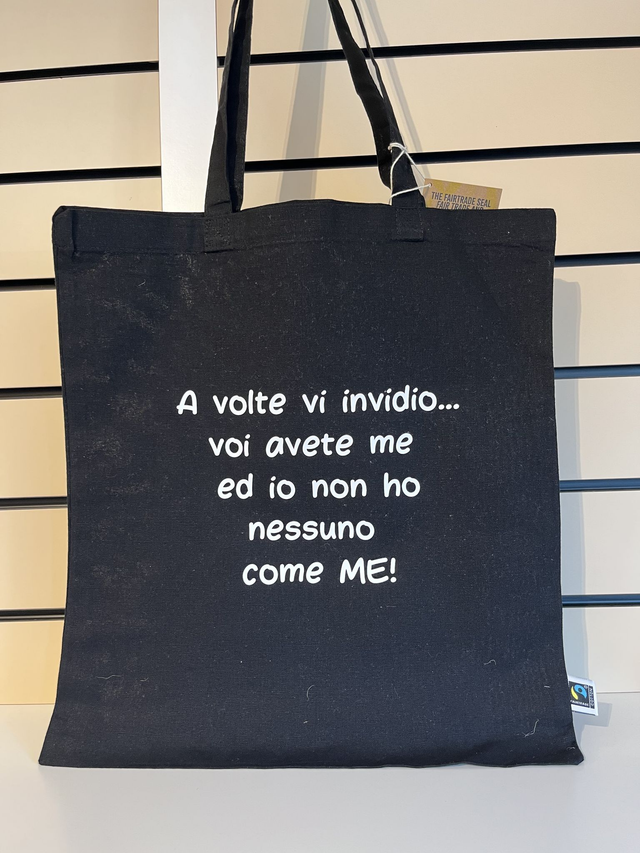 THE FAIRTRADE SEAL
FAIR TRADE AND
A volte vi invidio...
voi avete me
ed io non ho
nessuno
come ME!
FAIRTRADE